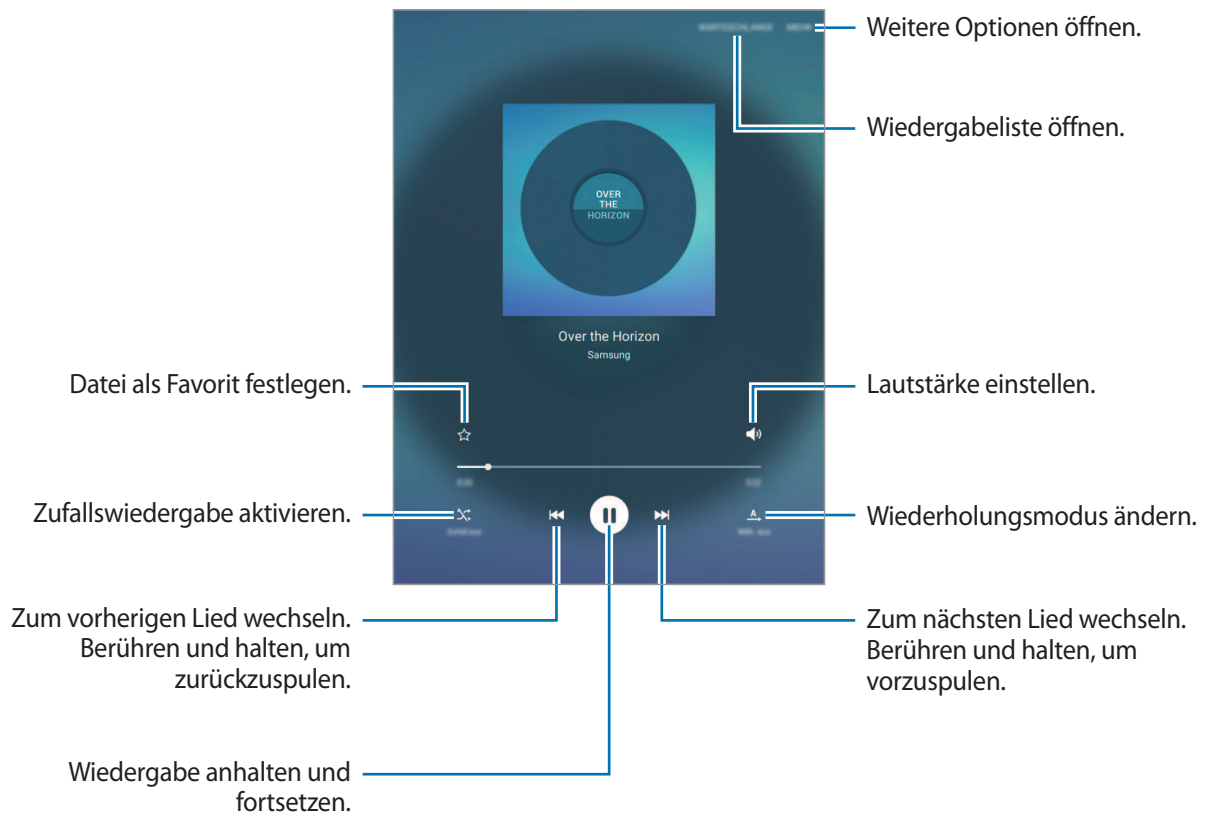 WARTESCHLANGE MEHR
Weitere Optionen öffnen.
Wiedergabeliste öffnen.
OVER
THE
HORIZON
Over the Horizon
Samsung
Datei als Favorit festlegen.
Lautstärke einstellen.
Zufallswiedergabe aktivieren.
A
Wiederholungsmodus ändern.
Zum vorherigen Lied wechseln.
Berühren und halten, um
zurückzuspulen.
Zum nächsten Lied wechseln.
Berühren und halten, um
vorzuspulen.
Wiedergabe anhalten und
fortsetzen.